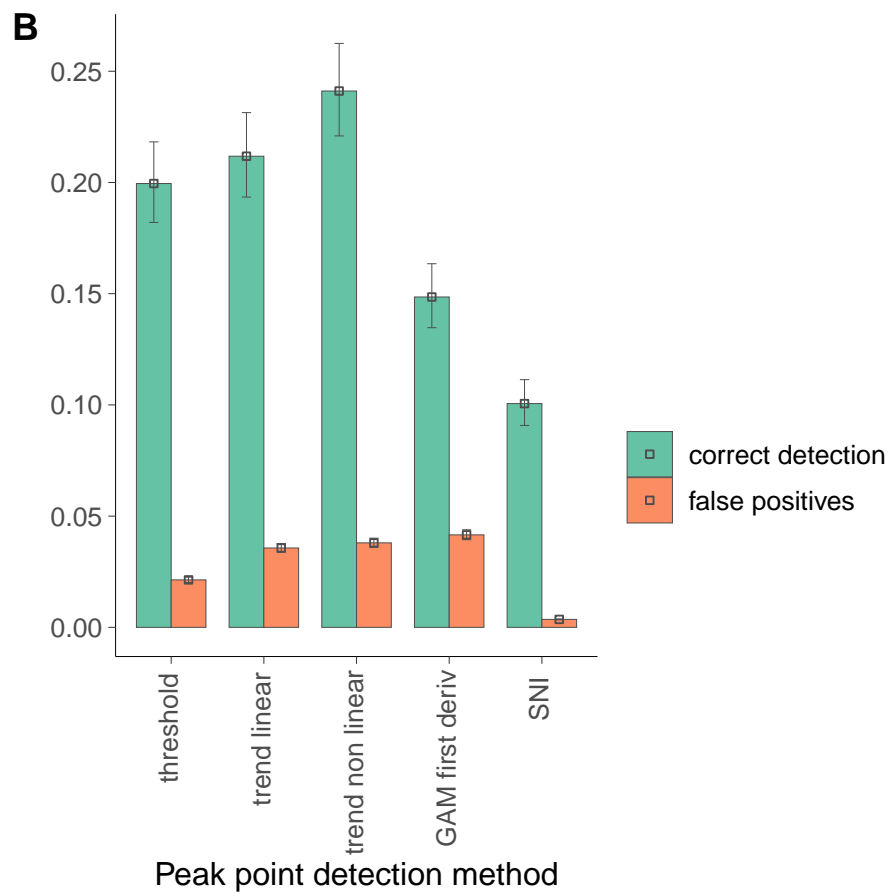 B
0.25
0.20
0.15
0.10
0.05
0.00
threshold
trend linear
trend non linear
GAM first deriv
SNI
Peak point detection method
correct detection
false positives